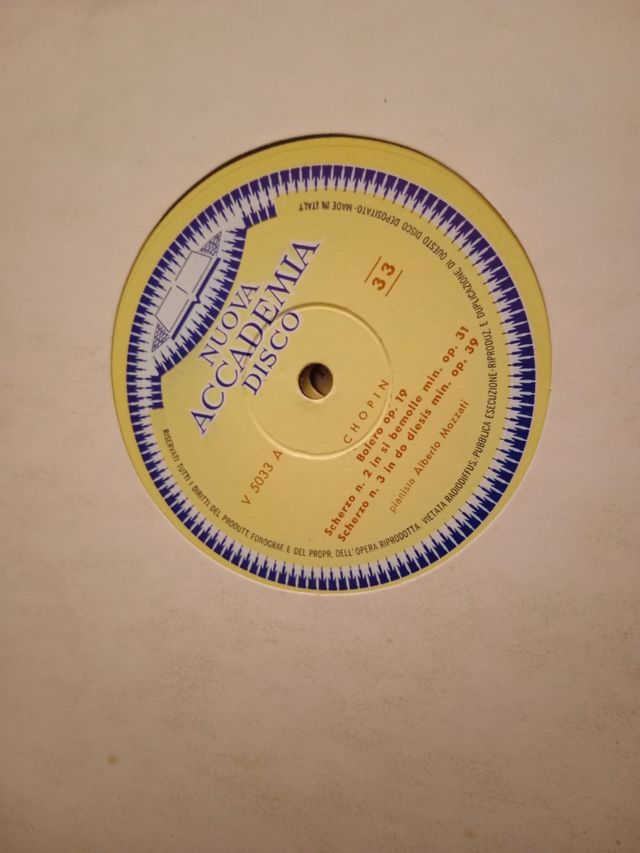 NUOVA
ACCADEMIA
DISCO
33
V 5033 A
CHOPIN
Bolero op. 19
Scherzo n. 2 in si bemolle min. op. 31
Scherzo n. 3 in do diesis min. op. 39
pianista Alberto Mozzati
RISERVATI TUTTI I DIRITTI DEL PRODUTT. FONOGRAF. E DEL PROPR. DELL'OPERA RIPRODOTTA - VIETATA RADIODIFFUS. - PUBBLICA ESECUZIONE - RIPRODUZ. E DUPLICAZIONE DI QUESTO DISCO DEPOSITATO - MADE IN ITALY